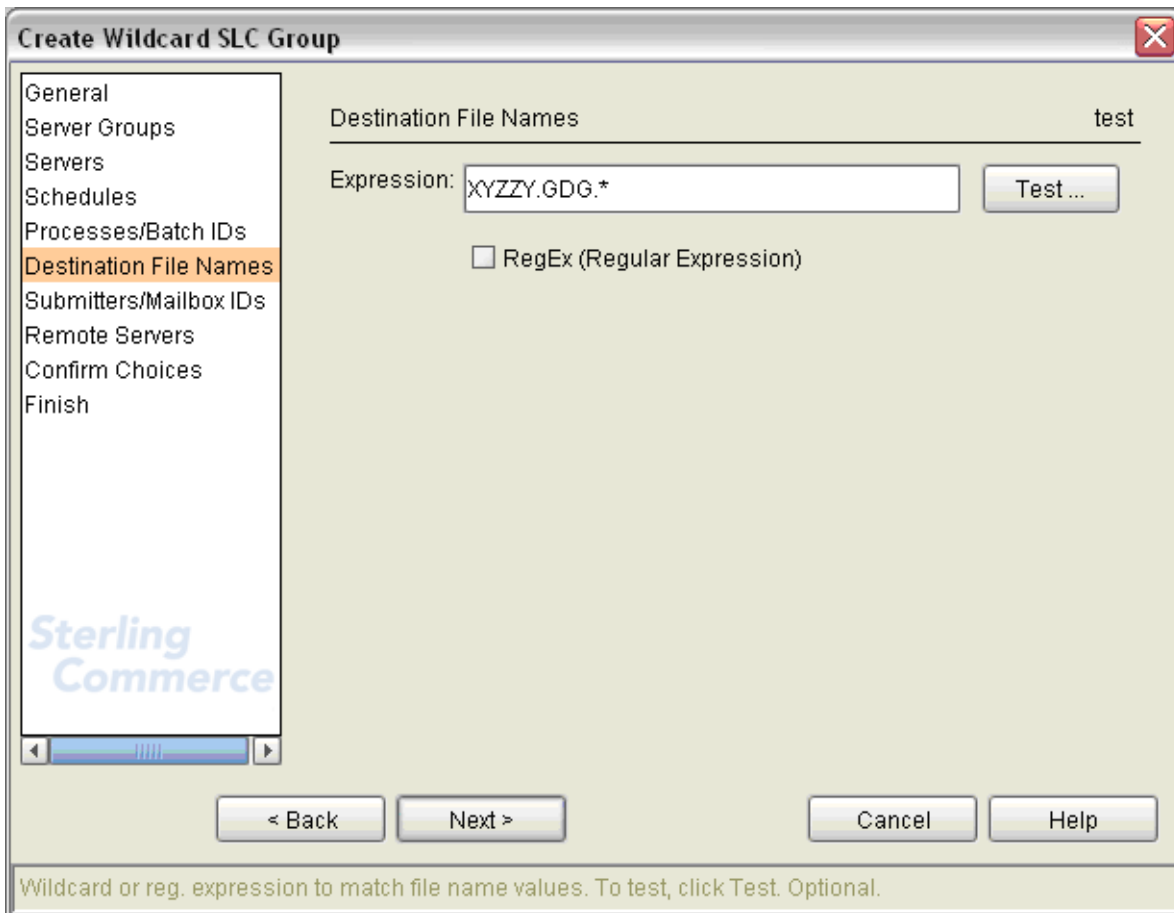 Create Wildcard SLC Group
General
Server Groups
Servers
Schedules
Processes/Batch IDs
Destination File Names
Submitters/Mailbox IDs
Remote Servers
Confirm Choices
Finish
Sterling
Commerce
Destination File Names test
Expression: XYZZY.GDG.* Test ...
RegEx (Regular Expression)
< Back Next > Cancel Help
Wildcard or reg. expression to match file name values. To test, click Test. Optional.